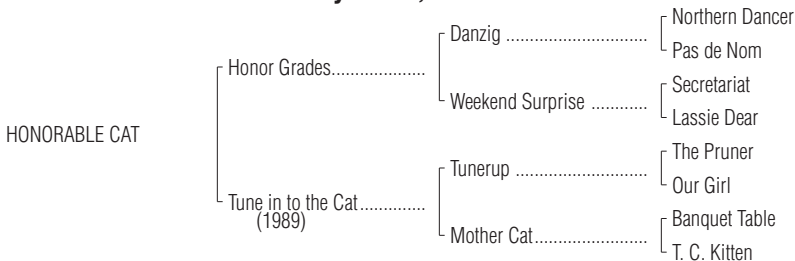 Northern Dancer
Danzig ................................
Pas de Nom
Honor Grades.....................
Secretariat
Weekend Surprise ............
Lassie Dear
HONORABLE CAT
The Pruner
Tunerup ..............................
Our Girl
Tune in to the Cat...............
(1989)
Banquet Table
Mother Cat..........................
T. C. Kitten